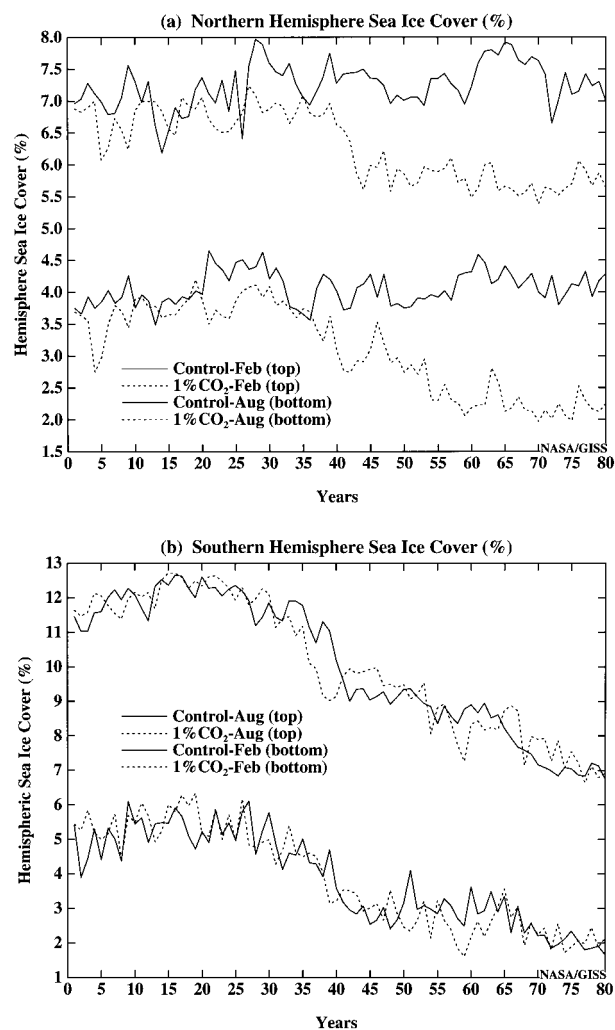 (a) Northern Hemisphere Sea Ice Cover (%)
8.0
7.5
7.0
6.5
6.0
5.5
5.0
4.5
4.0
3.5
3.0
2.5
2.0
1.5
Hemisphere Sea Ice Cover (%)
Control-Feb (top)
1%CO₂-Feb (top)
Control-Aug (bottom)
1%CO₂-Aug (bottom)
NASA/GISS
0 5 10 15 20 25 30 35 40 45 50 55 60 65 70 75 80
Years
(b) Southern Hemisphere Sea Ice Cover (%)
13
12
11
10
9
8
7
6
5
4
3
2
1
Hemispheric Sea Ice Cover (%)
Control-Aug (top)
1%CO₂-Aug (top)
Control-Feb (bottom)
1%CO₂-Feb (bottom)
NASA/GISS
0 5 10 15 20 25 30 35 40 45 50 55 60 65 70 75 80
Years